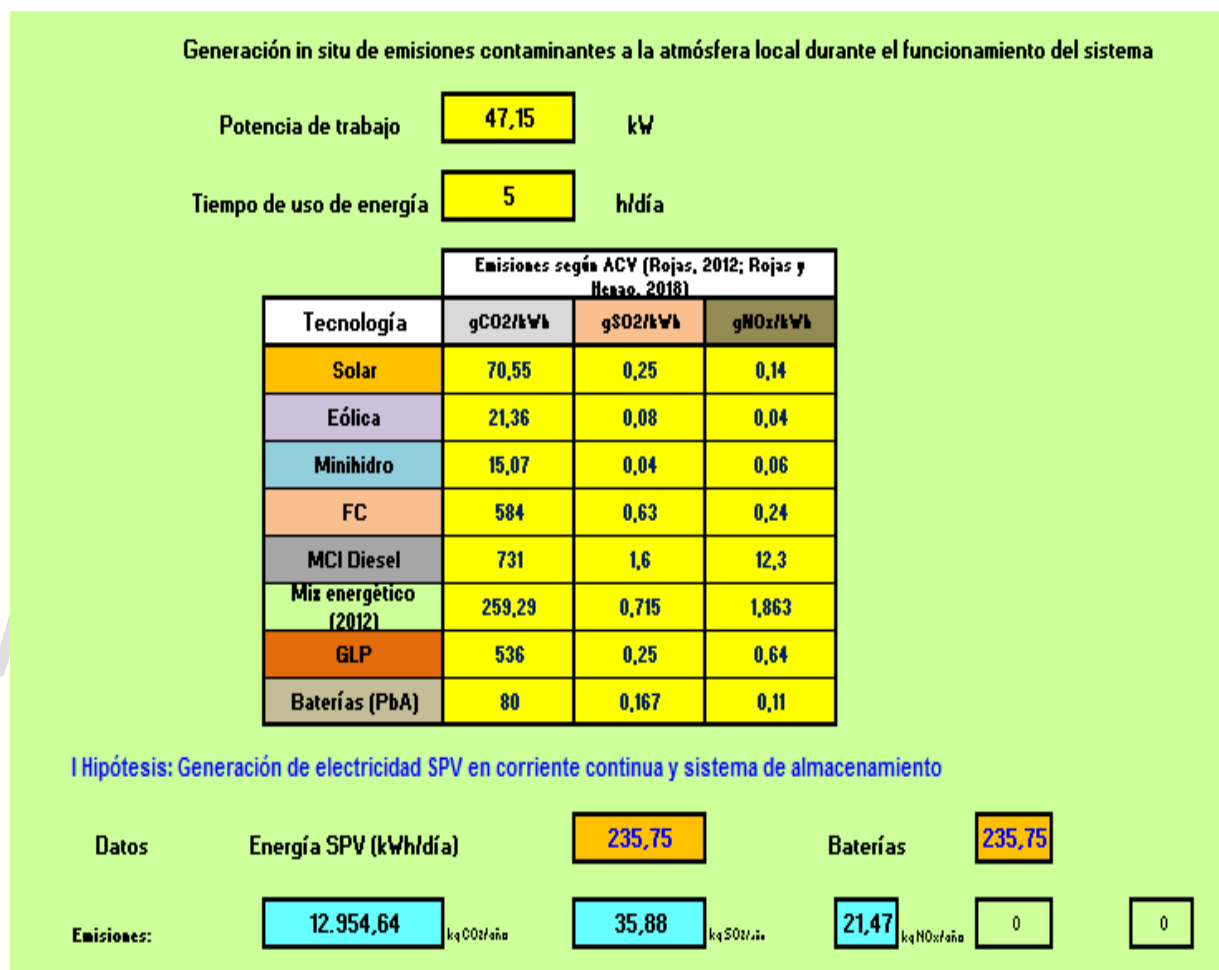 Generación in situ de emisiones contaminantes a la atmósfera local durante el funcionamiento del sistema
Potencia de trabajo 47,15 kW
Tiempo de uso de energía 5 h/día
Emisiones según ACV (Rojas, 2012; Rojas y
Henao, 2018)
Tecnología gCO2/kWh gSO2/kWh gNOx/kWh
Solar 70,55 0,25 0,14
Eólica 21,36 0,08 0,04
Minihidro 15,07 0,04 0,06
FC 584 0,63 0,24
MCI Diesel 731 1,6 12,3
Mix energético
(2012) 259,29 0,715 1,863
GLP 536 0,25 0,64
Baterías (PbA) 80 0,167 0,11
I Hipótesis: Generación de electricidad SPV en corriente continua y sistema de almacenamiento
Datos Energía SPV (kWh/día) 235,75 Baterías 235,75
Emisiones: 12.954,64 kgCO2/año 35,88 kgSO2/año 21,47 kgNOx/año 0 0